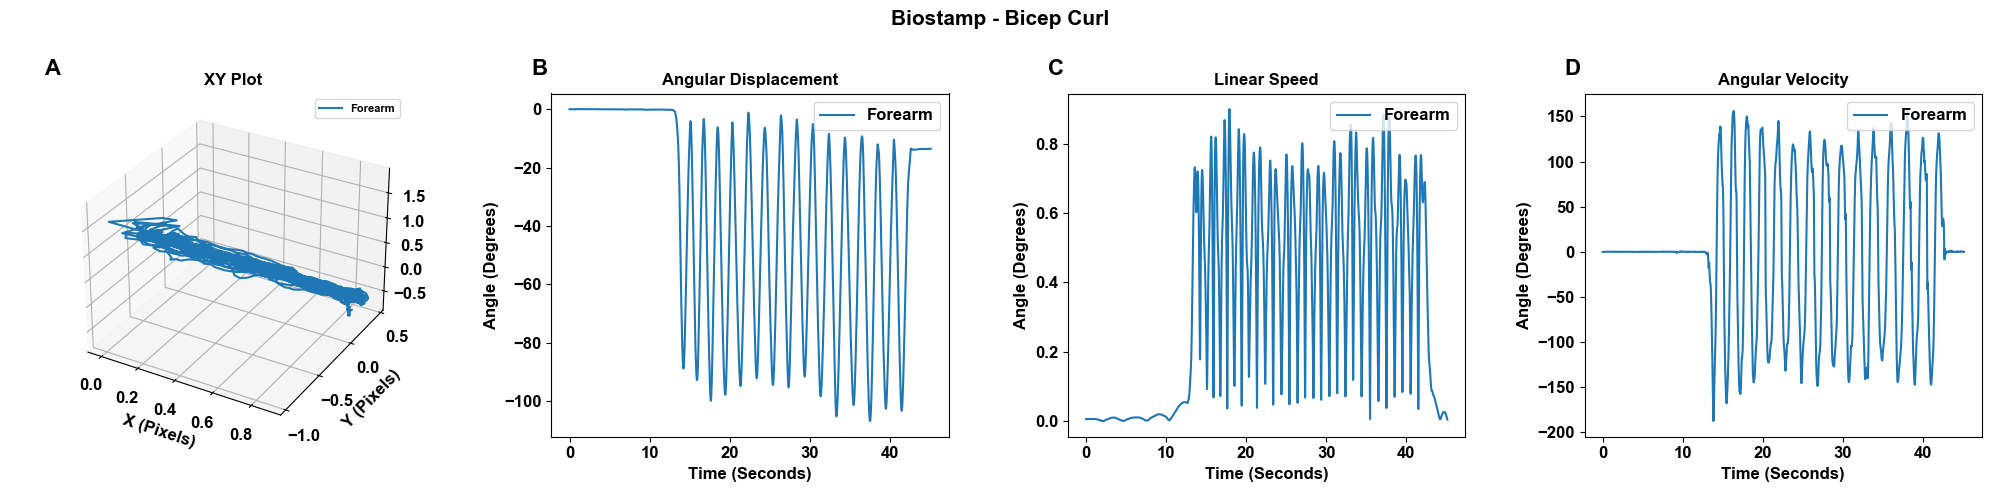 Biostamp - Bicep Curl
A
XY Plot
Forearm
1.5
1.0
0.5
0.0
−0.5
0.5
0.0
−0.5
−1.0
Y (Pixels)
0.0
0.2
0.4
0.6
0.8
X (Pixels)
B
Angular Displacement
Forearm
0
−20
−40
−60
−80
−100
Angle (Degrees)
0 10 20 30 40
Time (Seconds)
C
Linear Speed
Forearm
0.8
0.6
0.4
0.2
0.0
Angle (Degrees)
0 10 20 30 40
Time (Seconds)
D
Angular Velocity
Forearm
150
100
50
0
−50
−100
−150
−200
Angle (Degrees)
0 10 20 30 40
Time (Seconds)